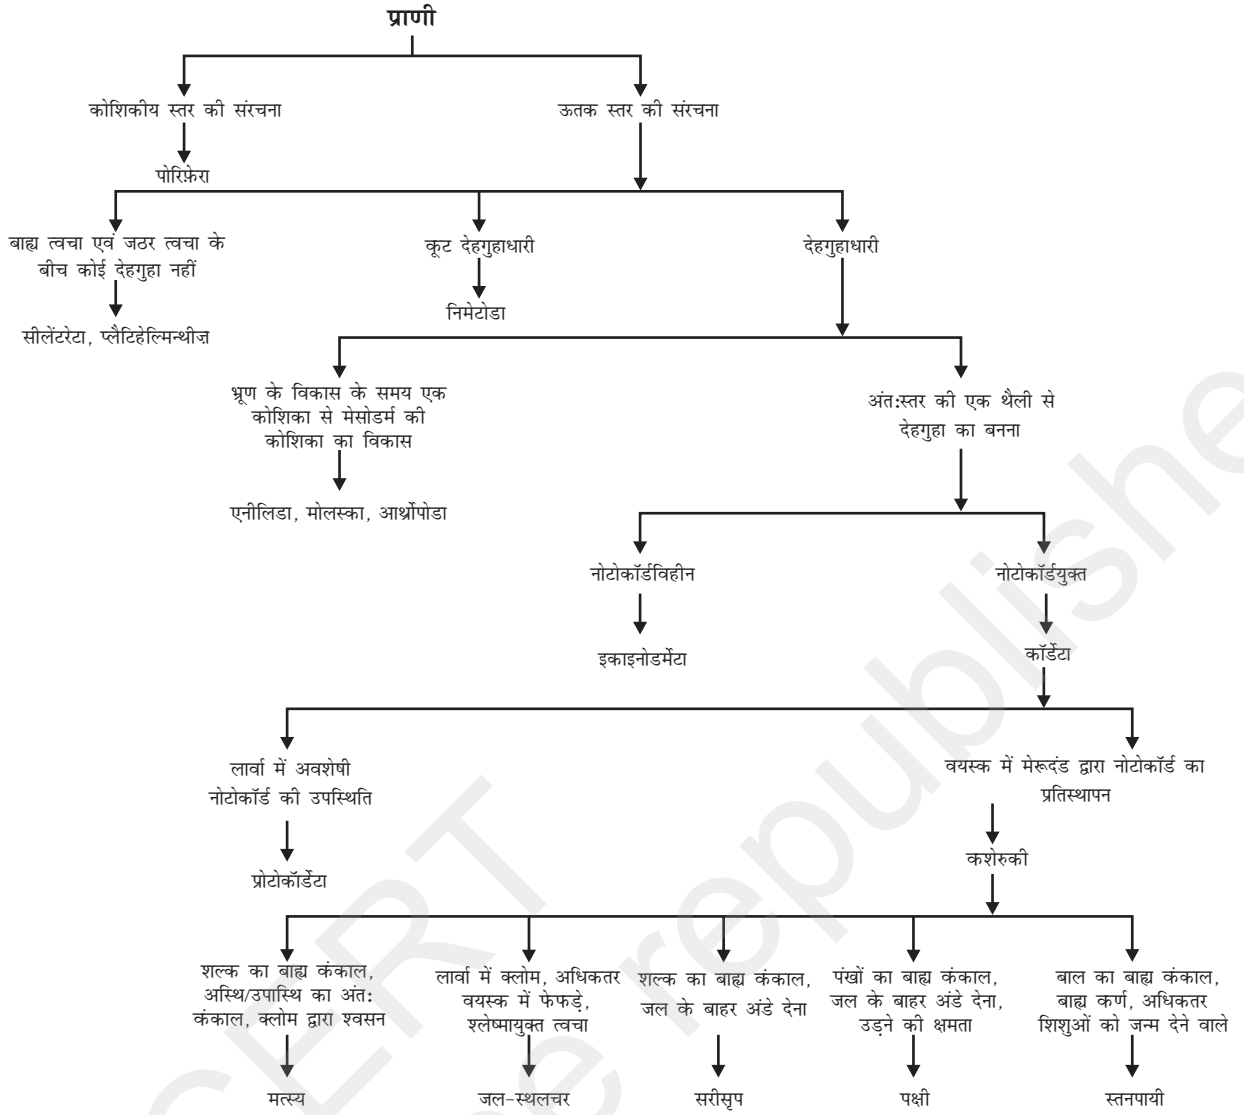 प्राणी
कोशिकीय स्तर की संरचना
ऊतक स्तर की संरचना
पोरिफ़ेरा
बाह्य त्वचा एवं जठर त्वचा के
बीच कोई देहगुहा नहीं
कूट देहगुहाधारी
देहगुहाधारी
सीलेंटरेटा, प्लैटिहेल्मिन्थीज़
निमेटोडा
भ्रूण के विकास के समय एक
कोशिका से मेसोडर्म की
कोशिका का विकास
अंत:स्तर की एक थैली से
देहगुहा का बनना
एनीलिडा, मोलस्का, आर्थ्रोपोडा
नोटोकॉर्डविहीन
नोटोकॉर्डयुक्त
इकाइनोडर्मेटा
कॉर्डेटा
लार्वा में अवशेषी
नोटोकॉर्ड की उपस्थिति
वयस्क में मेरूदंड द्वारा नोटोकॉर्ड का
प्रतिस्थापन
प्रोटोकॉर्डेटा
कशेरुकी
शल्क का बाह्य कंकाल,
अस्थि/उपास्थि का अंत:
कंकाल, क्लोम द्वारा श्वसन
लार्वा में क्लोम, अधिकतर
वयस्क में फेफड़े,
श्लेष्मायुक्त त्वचा
शल्क का बाह्य कंकाल,
जल के बाहर अंडे देना
पंखों का बाह्य कंकाल,
जल के बाहर अंडे देना,
उड़ने की क्षमता
बाल का बाह्य कंकाल,
बाह्य कर्ण, अधिकतर
शिशुओं को जन्म देने वाले
मत्स्य
जल-स्थलचर
सरीसृप
पक्षी
स्तनपायी
CERT
e republishe